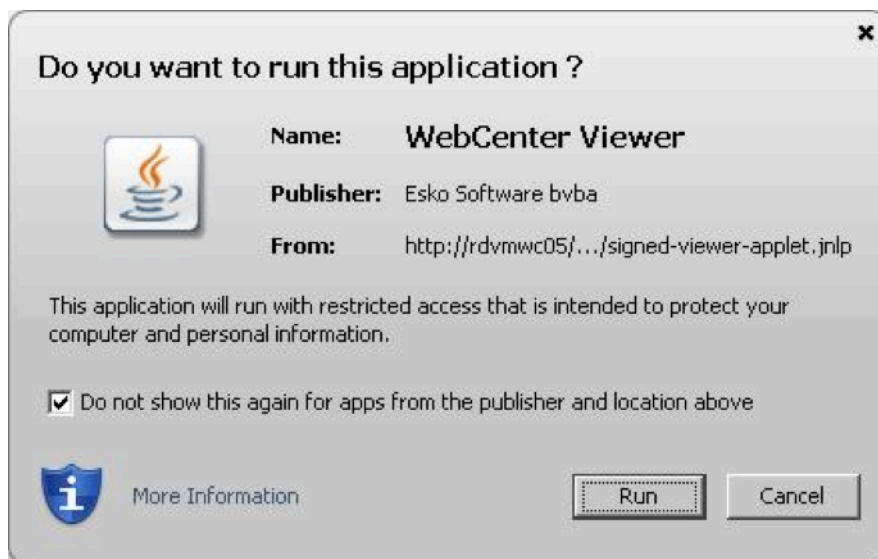 Do you want to run this application ?
Name: WebCenter Viewer
Publisher: Esko Software bvba
From: http://rdvmwc05/.../signed-viewer-applet.jnlp
This application will run with restricted access that is intended to protect your
computer and personal information.
Do not show this again for apps from the publisher and location above
More Information
Run Cancel